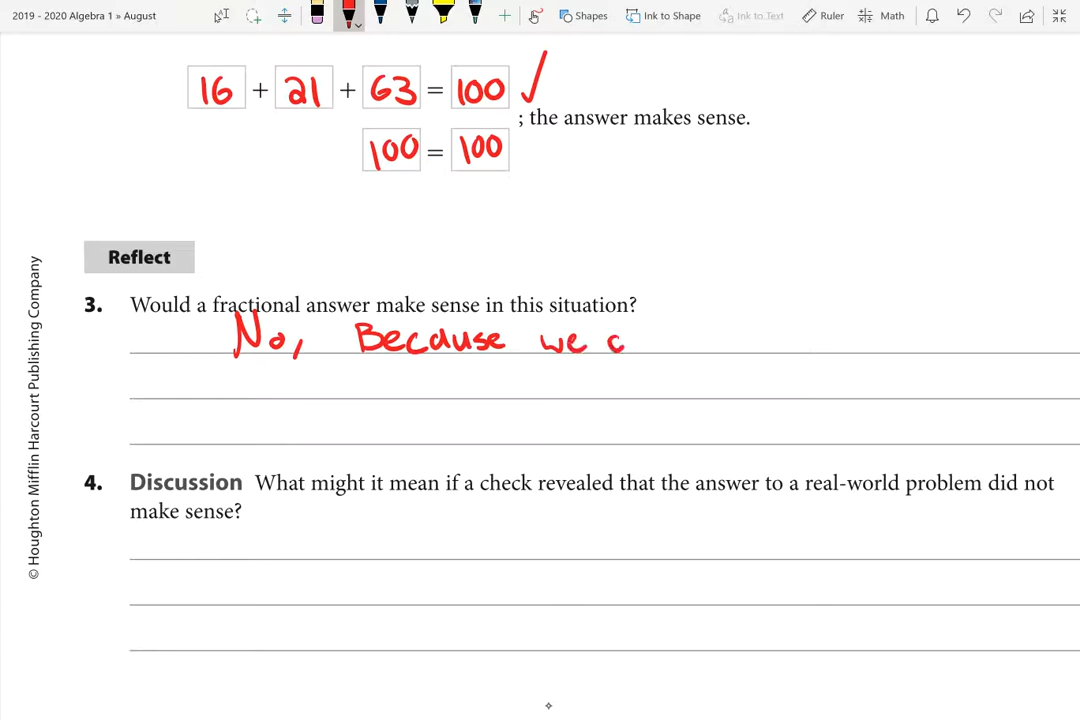 2019 - 2020 Algebra 1 » August Shapes Ink to Shape Ink to Text Ruler Math
16 + 21 + 63 = 100
; the answer makes sense.
100 = 100
Reflect
3. Would a fractional answer make sense in this situation?
No, Because we
4. Discussion What might it mean if a check revealed that the answer to a real-world problem did not
make sense?
© Houghton Mifflin Harcourt Publishing Company